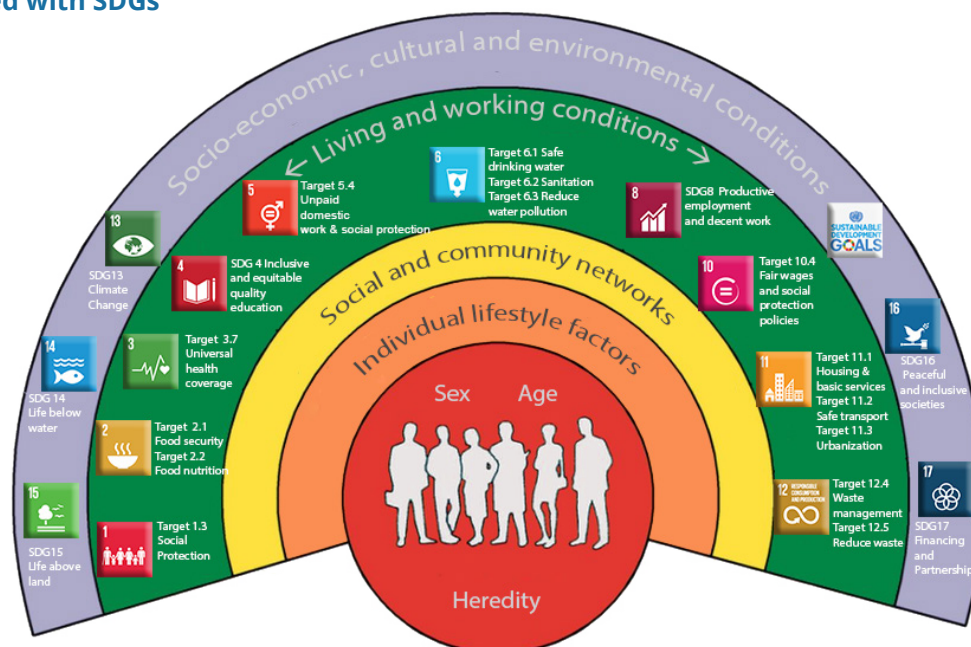 ed with SDGs
Socio-economic , cultural and environmental conditions
← Living and working conditions →
6
Target 6.1 Safe
drinking water
Target 6.2 Sanitation
Target 6.3 Reduce
water pollution
5
Target 5.4
Unpaid
domestic
work & social protection
8
SDG8 Productive
employment
and decent work
SUSTAINABLE
DEVELOPMENT
GOALS
13
SDG13
Climate
Change
4
SDG 4 Inclusive
and equitable
quality
education
10
Target 10.4
Fair wages
and social
protection
policies
Social and community networks
Individual lifestyle factors
16
SDG16
Peaceful
and inclusive
societies
14
SDG 14
Life below
water
3
Target 3.7
Universal
health
coverage
11
Target 11.1
Housing &
basic services
Target 11.2
Safe transport
Target 11.3
Urbanization
Sex Age
2
Target 2.1
Food security
Target 2.2
Food nutrition
17
SDG17
Financing
and
Partnership
15
SDG15
Life above
land
12 RESPONSIBLE
CONSUMPTION
AND PRODUCTION
Target 12.4
Waste
management
Target 12.5
Reduce waste
1
Target 1.3
Social
Protection
Heredity